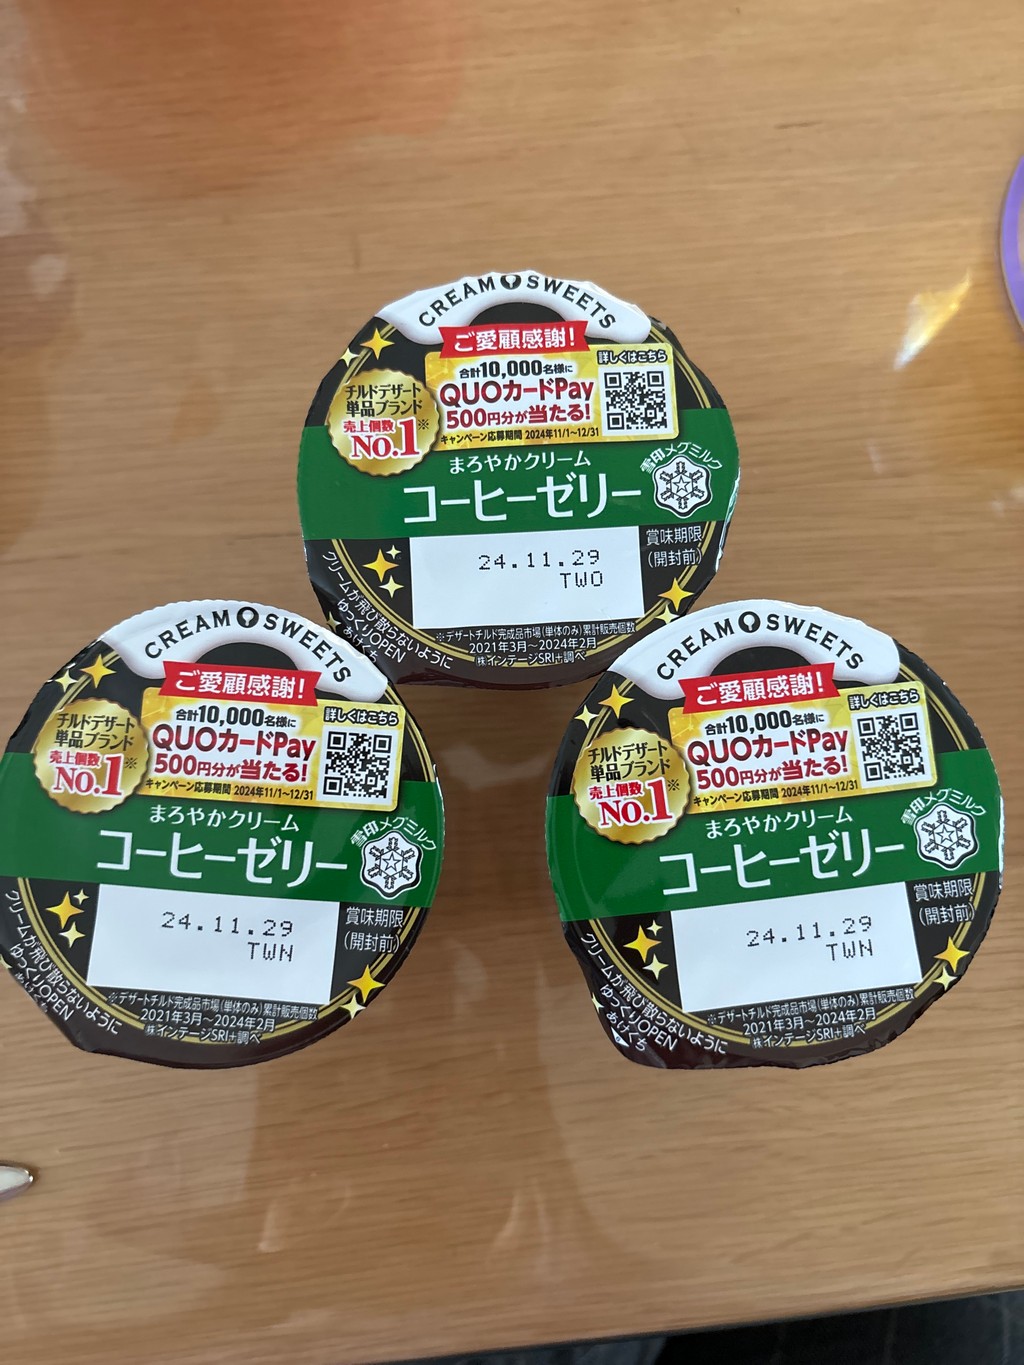 CREAM SWEETS
ご愛顧感謝!
合計10,000名様に
QUOカードPay
500円分が当たる!
キャンペーン応募期間 2024年11/1~12/31
詳しくはこちら
チルドデザート
単品ブランド
売上個数※
No.1
まろやかクリーム
コーヒーゼリー
雪印メグミルク
24.11.29
TWO
賞味期限
(開封前)
クリームが飛び散らないように
ゆっくりOPEN
あけくち
※デザートチルド完成品市場(単体のみ)累計販売個数
2021年3月~2024年2月
㈱インテージSRI+調べ
CREAM SWEETS
ご愛顧感謝!
合計10,000名様に
QUOカードPay
500円分が当たる!
キャンペーン応募期間 2024年11/1~12/31
詳しくはこちら
チルドデザート
単品ブランド
売上個数※
No.1
まろやかクリーム
コーヒーゼリー
雪印メグミルク
24.11.29
TWN
賞味期限
(開封前)
クリームが飛び散らないように
ゆっくりOPEN
あけくち
※デザートチルド完成品市場(単体のみ)累計販売個数
2021年3月~2024年2月
㈱インテージSRI+調べ
CREAM SWEETS
ご愛顧感謝!
合計10,000名様に
QUOカードPay
500円分が当たる!
キャンペーン応募期間 2024年11/1~12/31
詳しくはこちら
チルドデザート
単品ブランド
売上個数※
No.1
まろやかクリーム
コーヒーゼリー
雪印メグミルク
24.11.29
TWN
賞味期限
(開封前)
クリームが飛び散らないように
ゆっくりOPEN
あけくち
※デザートチルド完成品市場(単体のみ)累計販売個数
2021年3月~2024年2月
㈱インテージSRI+調べ